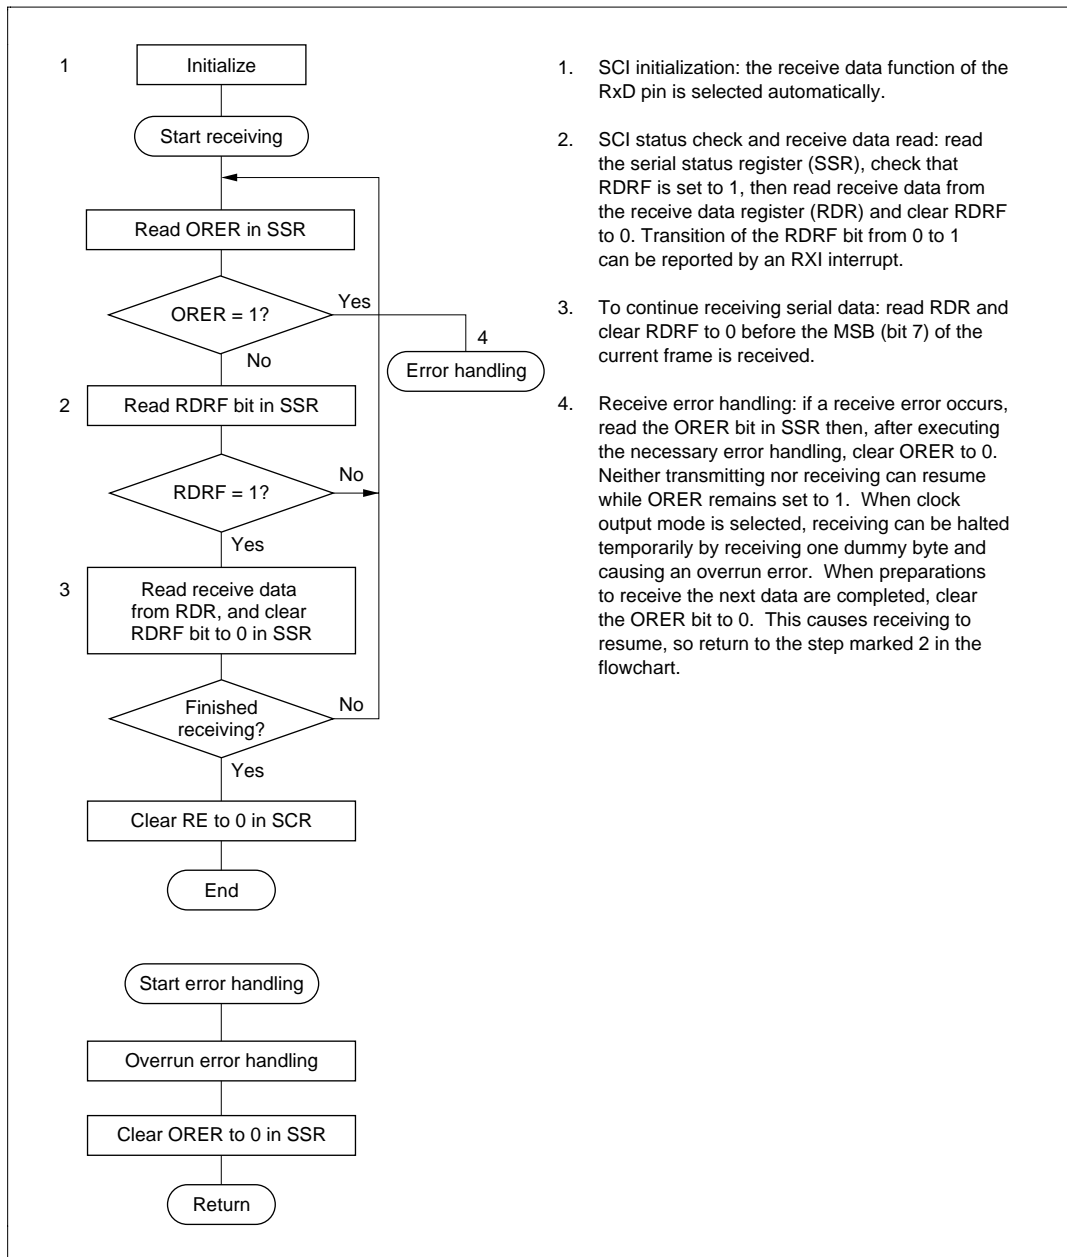 1
Initialize
Start receiving
Read ORER in SSR
ORER = 1?
Yes
No
4
Error handling
2
Read RDRF bit in SSR
RDRF = 1?
No
Yes
3
Read receive data
from RDR, and clear
RDRF bit to 0 in SSR
Finished
receiving?
No
Yes
Clear RE to 0 in SCR
End
Start error handling
Overrun error handling
Clear ORER to 0 in SSR
Return
1. SCI initialization: the receive data function of the
RxD pin is selected automatically.
2. SCI status check and receive data read: read
the serial status register (SSR), check that
RDRF is set to 1, then read receive data from
the receive data register (RDR) and clear RDRF
to 0. Transition of the RDRF bit from 0 to 1
can be reported by an RXI interrupt.
3. To continue receiving serial data: read RDR and
clear RDRF to 0 before the MSB (bit 7) of the
current frame is received.
4. Receive error handling: if a receive error occurs,
read the ORER bit in SSR then, after executing
the necessary error handling, clear ORER to 0.
Neither transmitting nor receiving can resume
while ORER remains set to 1. When clock
output mode is selected, receiving can be halted
temporarily by receiving one dummy byte and
causing an overrun error. When preparations
to receive the next data are completed, clear
the ORER bit to 0. This causes receiving to
resume, so return to the step marked 2 in the
flowchart.